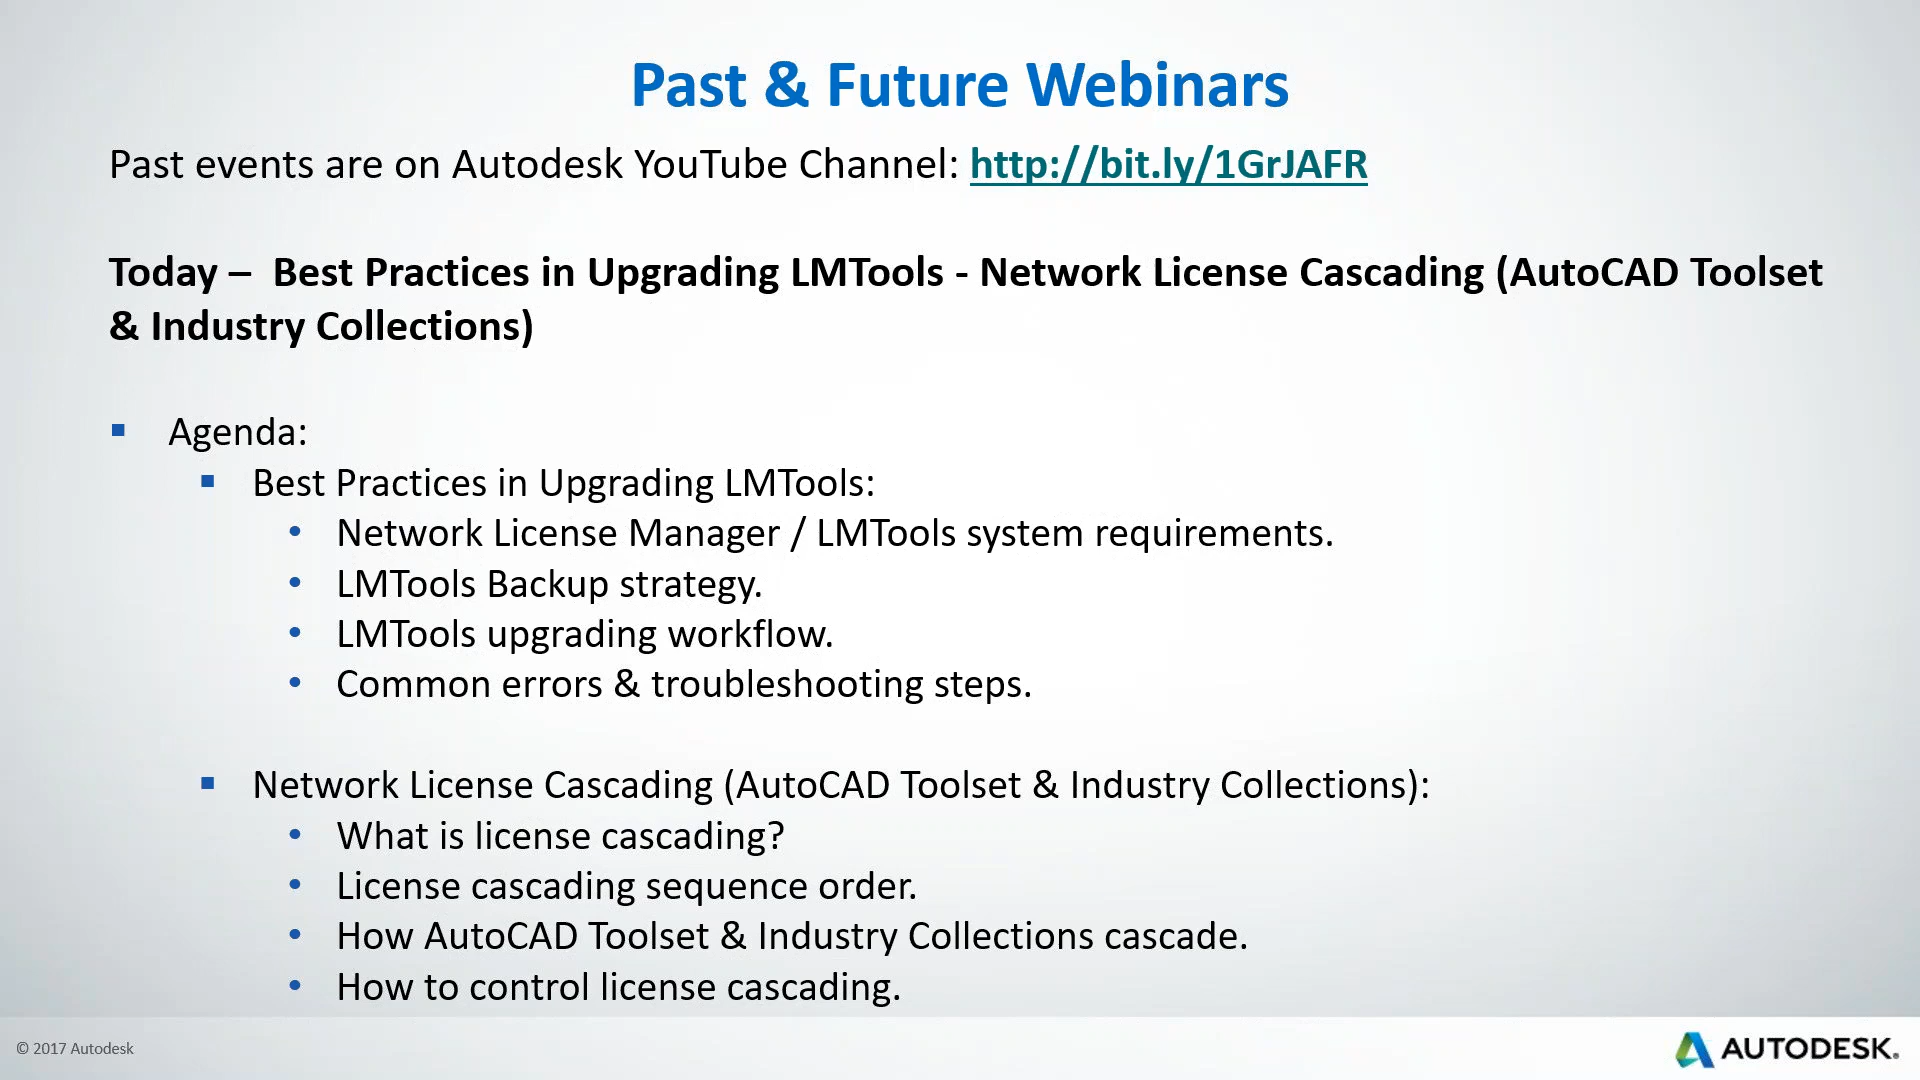 Past & Future Webinars
Past events are on Autodesk YouTube Channel: http://bit.ly/1GrJAFR
Today –  Best Practices in Upgrading LMTools - Network License Cascading (AutoCAD Toolset
& Industry Collections)
▪ Agenda:
▪ Best Practices in Upgrading LMTools:
• Network License Manager / LMTools system requirements.
• LMTools Backup strategy.
• LMTools upgrading workflow.
• Common errors & troubleshooting steps.
▪ Network License Cascading (AutoCAD Toolset & Industry Collections):
• What is license cascading?
• License cascading sequence order.
• How AutoCAD Toolset & Industry Collections cascade.
• How to control license cascading.
© 2017 Autodesk
AUTODESK.